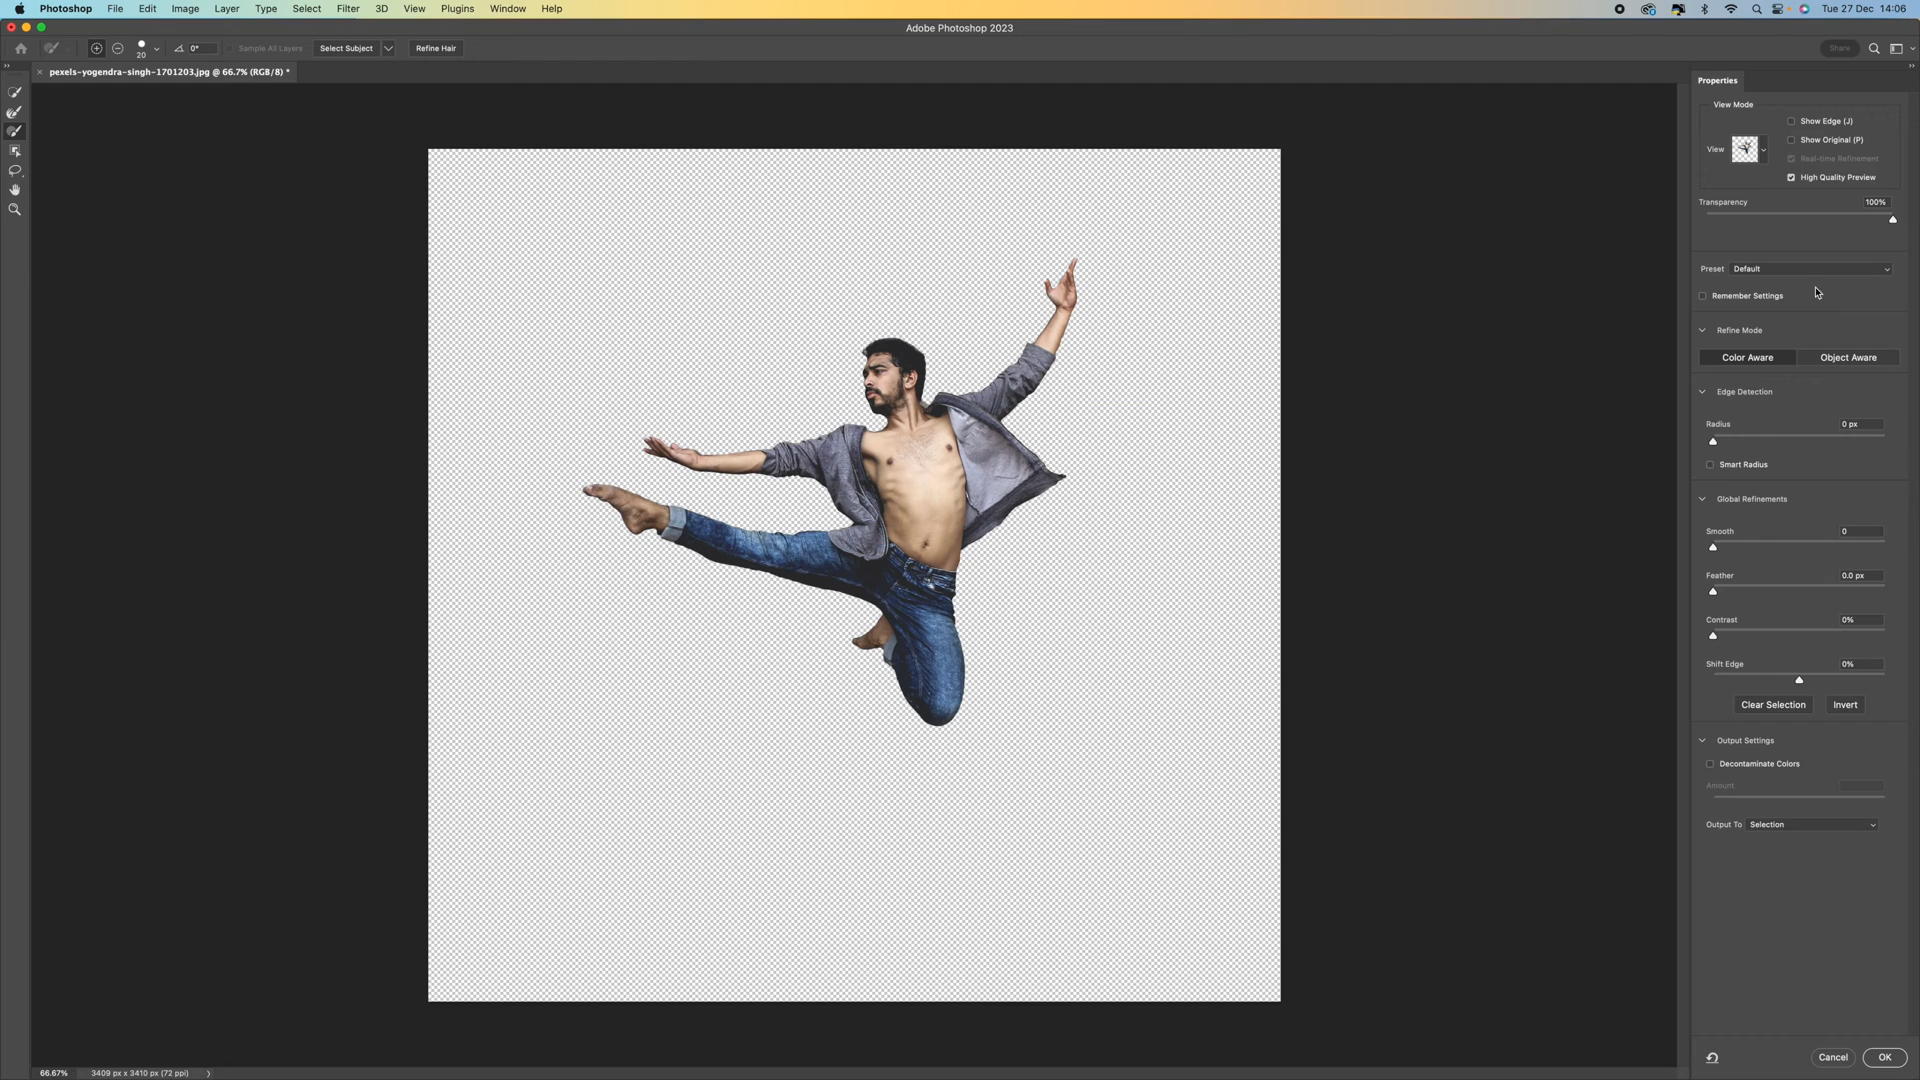 Photoshop File Edit Image Layer Type Select Filter 3D View Plugins Window Help Tue 27 Dec 14:06
Adobe Photoshop 2023
20 0° Sample All Layers Select Subject Refine Hair Share
pexels-yogendra-singh-1701203.jpg @ 66.7% (RGB/8) *
Properties
View Mode
Show Edge (J)
Show Original (P)
View
Real-time Refinement
High Quality Preview
Transparency 100%
Preset Default
Remember Settings
Refine Mode
Color Aware Object Aware
Edge Detection
Radius 0 px
Smart Radius
Global Refinements
Smooth 0
Feather 0.0 px
Contrast 0%
Shift Edge 0%
Clear Selection Invert
Output Settings
Decontaminate Colors
Amount
Output To Selection
Cancel OK
66.67% 3409 px x 3410 px (72 ppi)